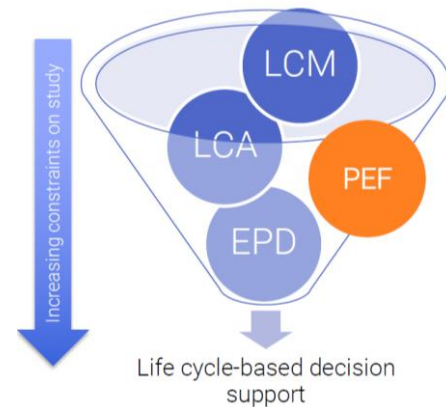 Increasing constraints on study
LCM
LCA
PEF
EPD
Life cycle-based decision
support